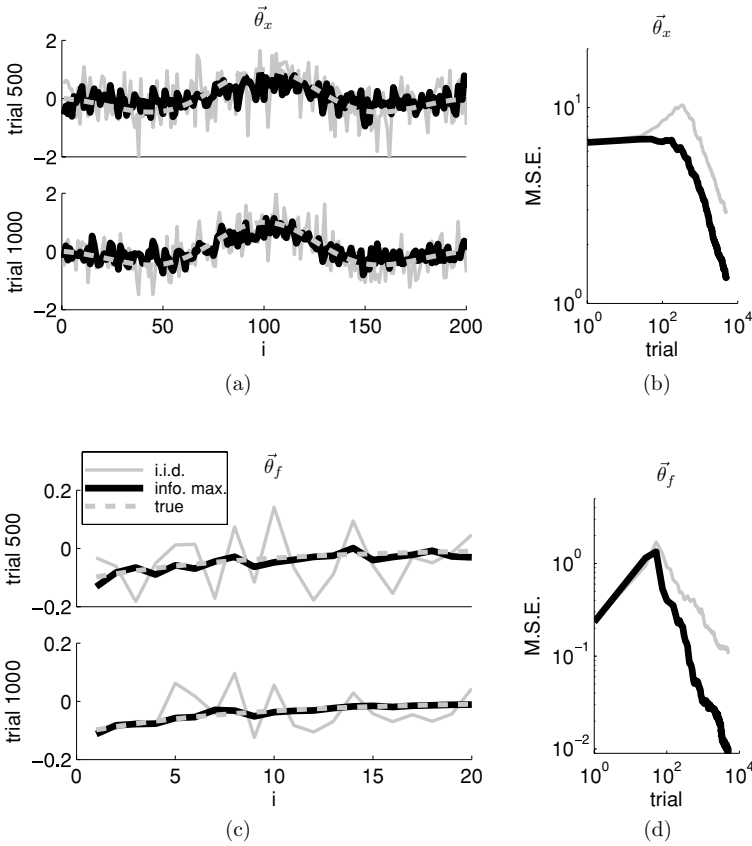 θ⃗x
trial 500
2
0
−2
trial 1000
2
0
−2
0 50 100 150 200
i
(a)
θ⃗x
M.S.E.
10^1
10^0
10^0 10^2 10^4
trial
(b)
θ⃗f
i.i.d.
info. max.
true
trial 500
0.2
0
−0.2
trial 1000
0.2
0
−0.2
0 5 10 15 20
i
(c)
θ⃗f
M.S.E.
10^0
10^−1
10^−2
10^0 10^2 10^4
trial
(d)